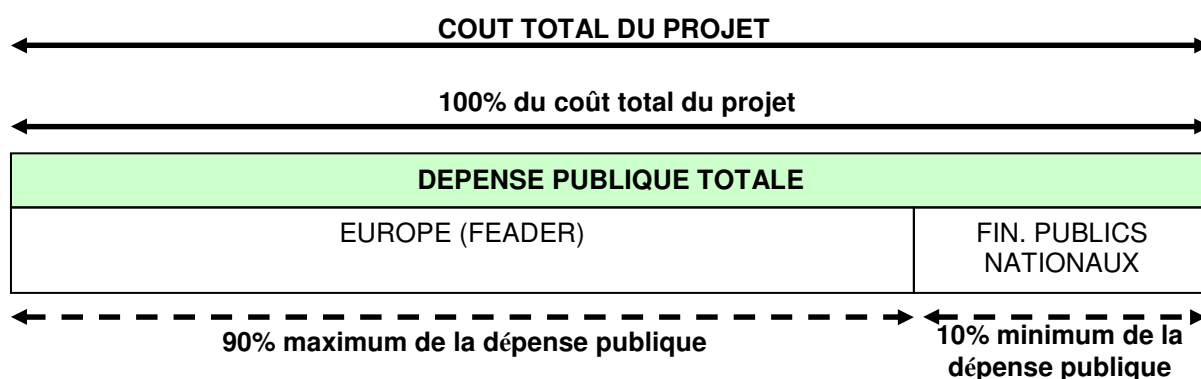 COUT TOTAL DU PROJET
100% du coût total du projet
DEPENSE PUBLIQUE TOTALE
EUROPE (FEADER)
FIN. PUBLICS
NATIONAUX
90% maximum de la dépense publique
10% minimum de la
dépense publique